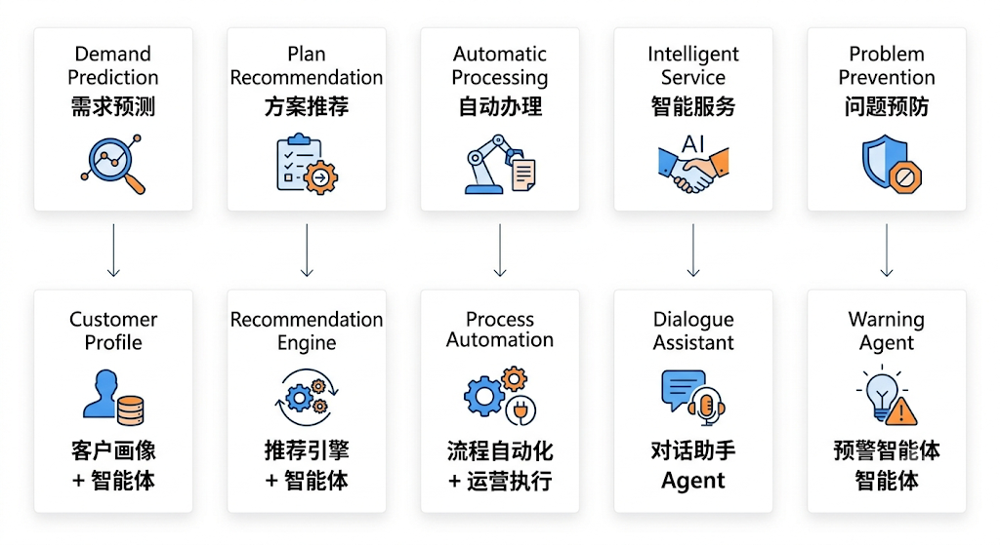 Demand
Prediction
需求预测
Plan
Recommendation
方案推荐
Automatic
Processing
自动办理
Intelligent
Service
智能服务
AI
Problem
Prevention
问题预防
Customer
Profile
客户画像
+ 智能体
Recommendation
Engine
推荐引擎
+ 智能体
Process
Automation
流程自动化
+ 运营执行
Dialogue
Assistant
对话助手
Agent
Warning
Agent
预警智能体
智能体